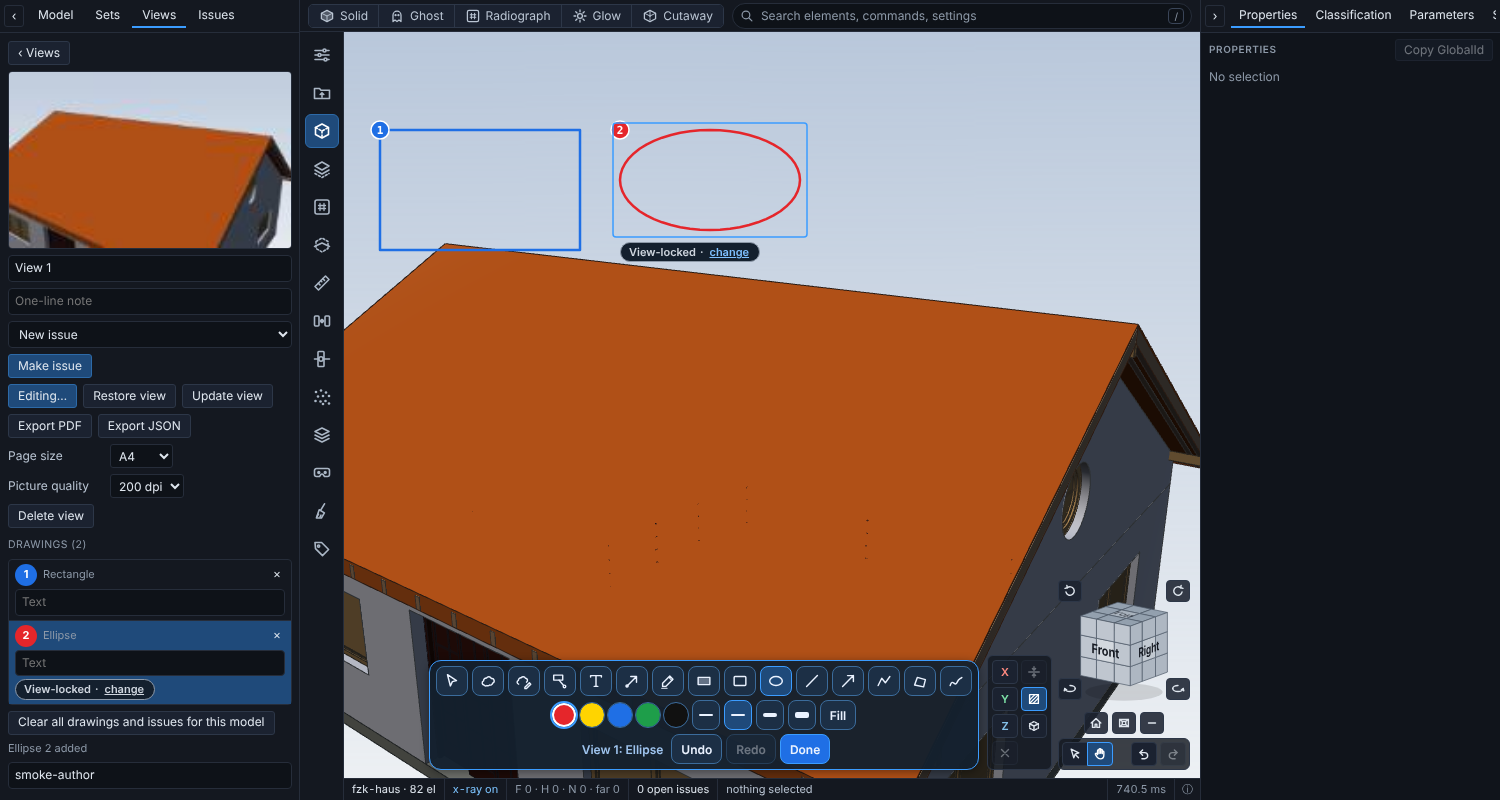 ‹ Model Sets Views Issues
Solid Ghost Radiograph Glow Cutaway
Search elements, commands, settings /
› Properties Classification Parameters S
‹ Views
View 1
One-line note
New issue
Make issue
Editing... Restore view Update view
Export PDF Export JSON
Page size A4
Picture quality 200 dpi
Delete view
DRAWINGS (2)
1 Rectangle ×
Text
2 Ellipse ×
Text
View-locked · change
Clear all drawings and issues for this model
Ellipse 2 added
smoke-author
1
2
View-locked · change
Front Right
X
Y
Z
Fill
View 1: Ellipse Undo Redo Done
fzk-haus · 82 el x-ray on F 0 · H 0 · N 0 · far 0 0 open issues nothing selected 740.5 ms
PROPERTIES Copy GlobalId
No selection